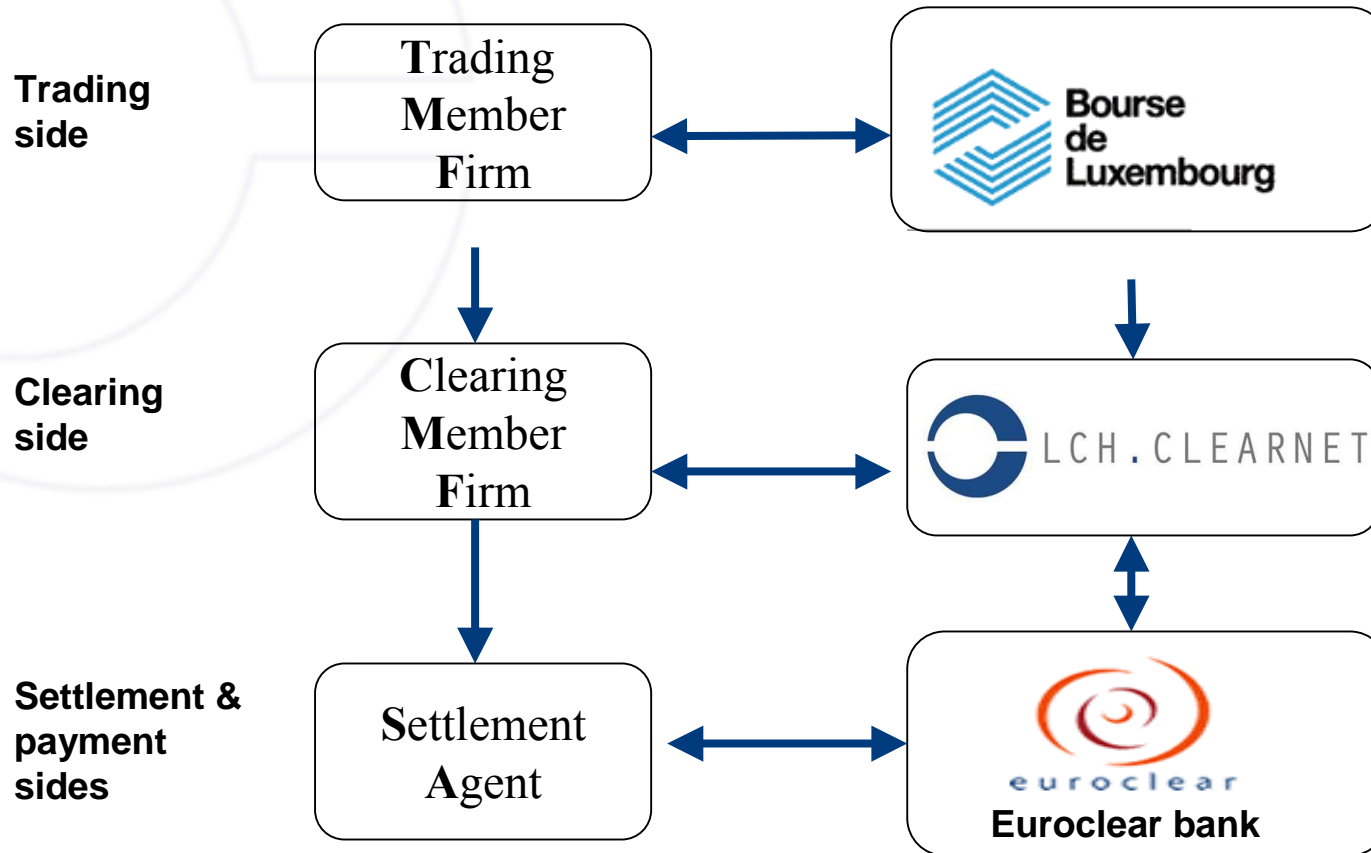 Trading
side
Trading
Member
Firm
Bourse
de
Luxembourg
Clearing
side
Clearing
Member
Firm
LCH.CLEARNET
Settlement &
payment
sides
Settlement
Agent
euroclear
Euroclear bank